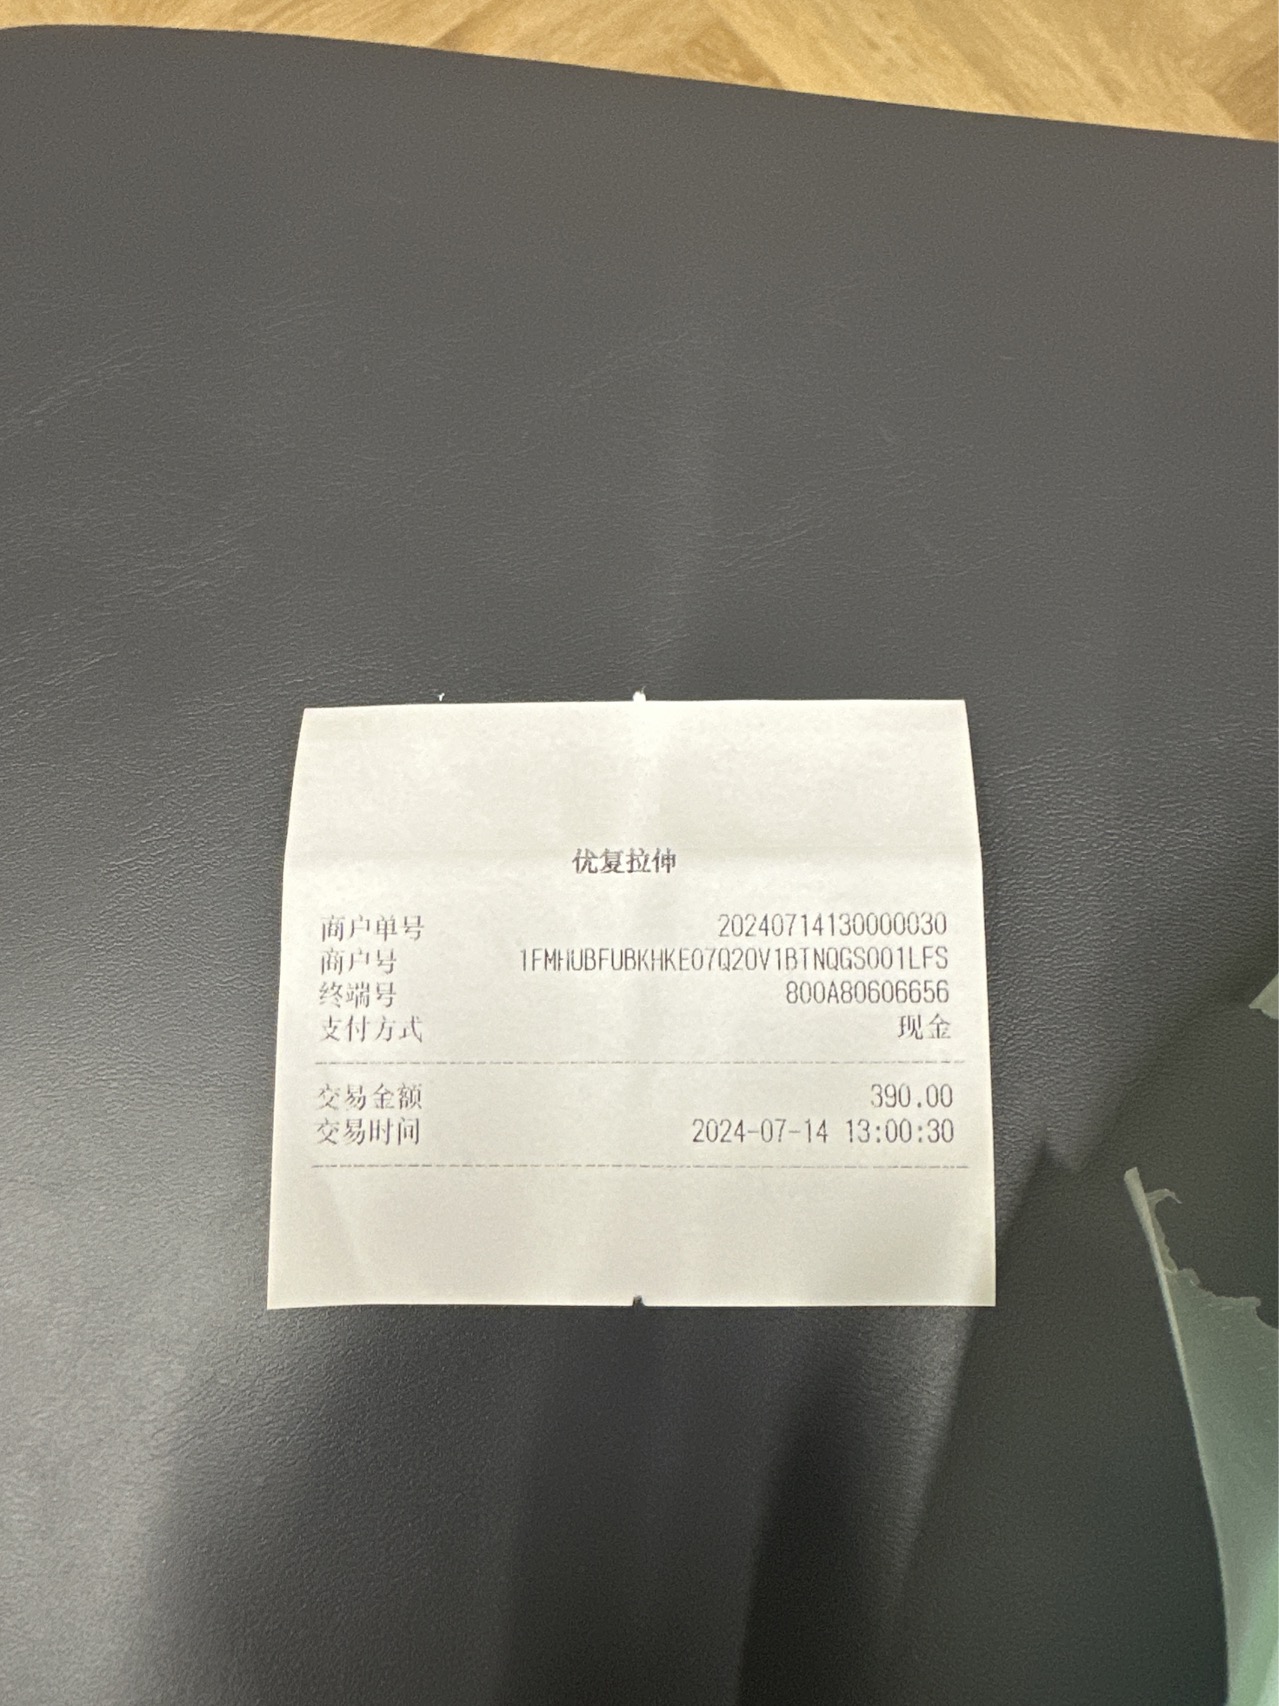 优复拉伸
商户单号 20240714130000030
商户号 1FMHUBFUBKHKE07Q20V1BTNQGS001LFS
终端号 800A80606656
支付方式 现金
交易金额 390.00
交易时间 2024-07-14 13:00:30